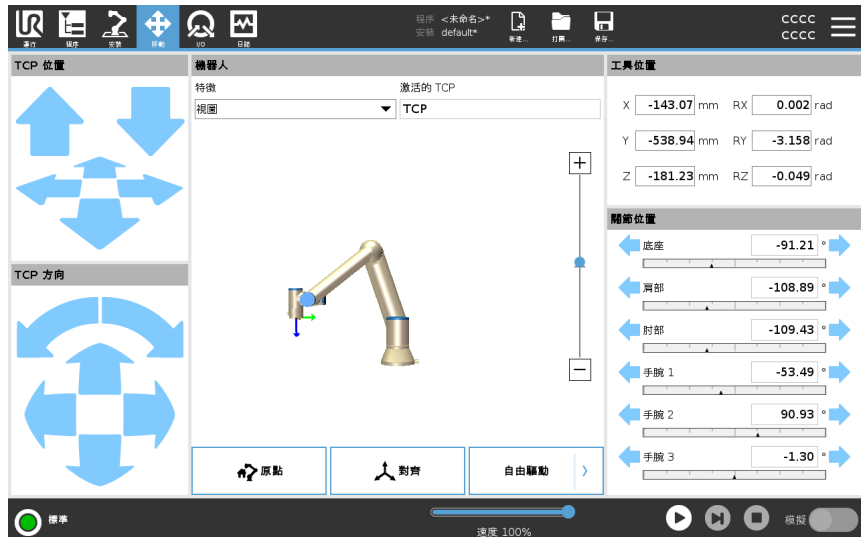 UR
程序 <未命名>*
安裝 default*
CCCC
CCCC
運行
程序
安裝
移動
I/O
日誌
新建...
打開...
保存...
TCP 位置
機器人
工具位置
特徵
激活的 TCP
視圖
TCP
X -143.07 mm RX 0.002 rad
Y -538.94 mm RY -3.158 rad
Z -181.23 mm RZ -0.049 rad
關節位置
底座 -91.21 °
TCP 方向
肩部 -108.89 °
肘部 -109.43 °
手腕 1 -53.49 °
手腕 2 90.93 °
手腕 3 -1.30 °
原點
對齊
自由驅動
標準
速度 100%
模擬